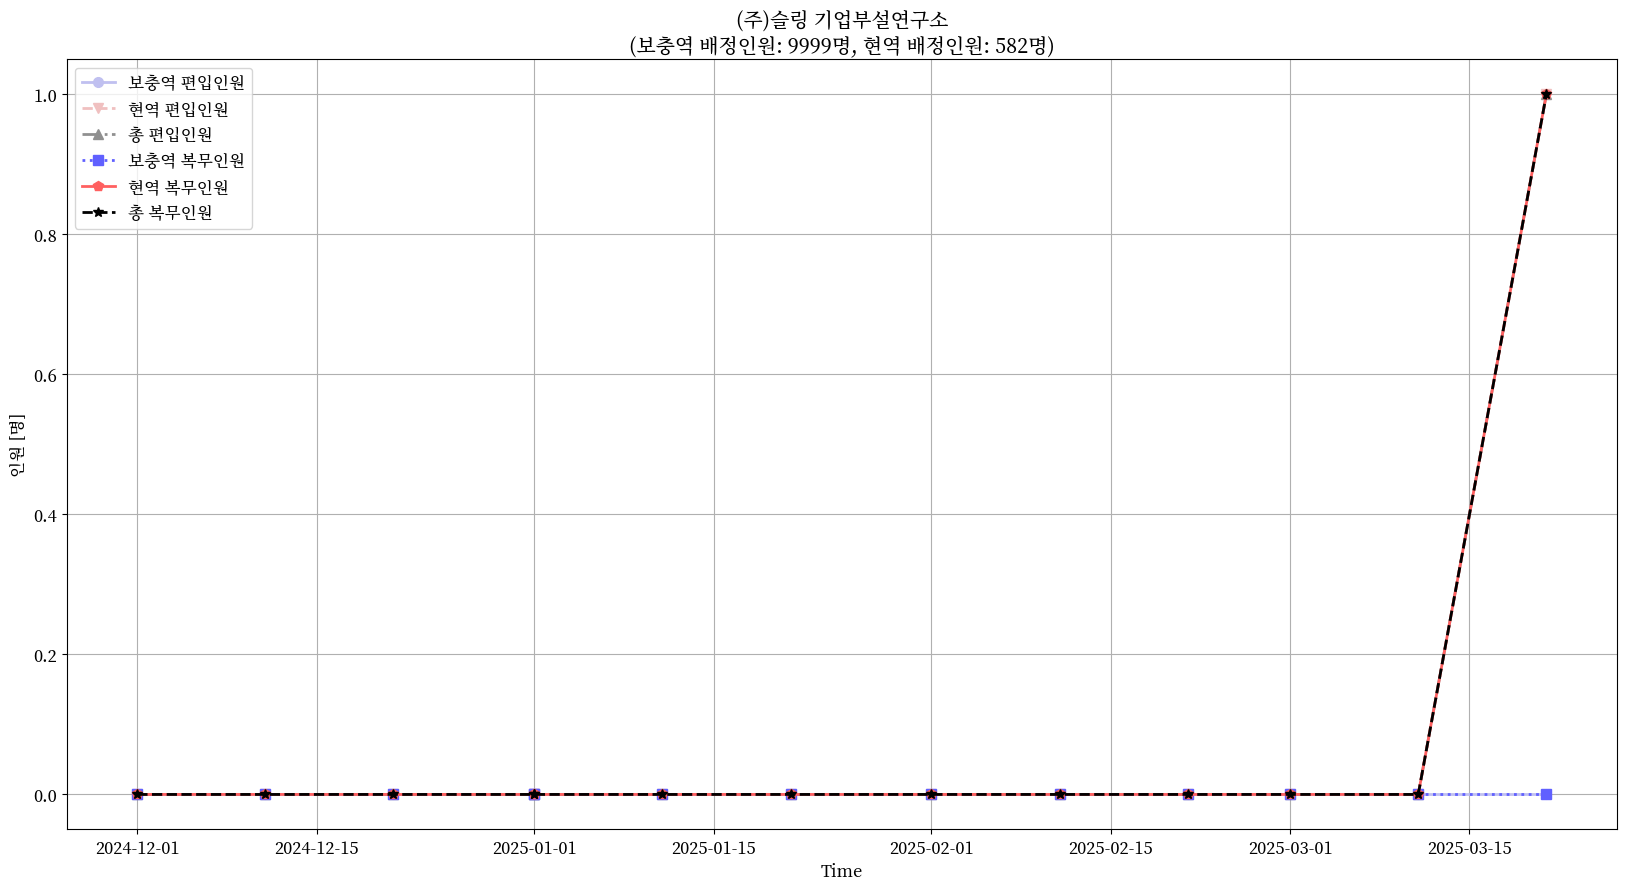 (주)슬링 기업부설연구소
(보충역 배정인원: 9999명, 현역 배정인원: 582명)
보충역 편입인원
현역 편입인원
총 편입인원
보충역 복무인원
현역 복무인원
총 복무인원
1.0
0.8
0.6
0.4
0.2
0.0
인원 [명]
2024-12-01
2024-12-15
2025-01-01
2025-01-15
2025-02-01
2025-02-15
2025-03-01
2025-03-15
Time